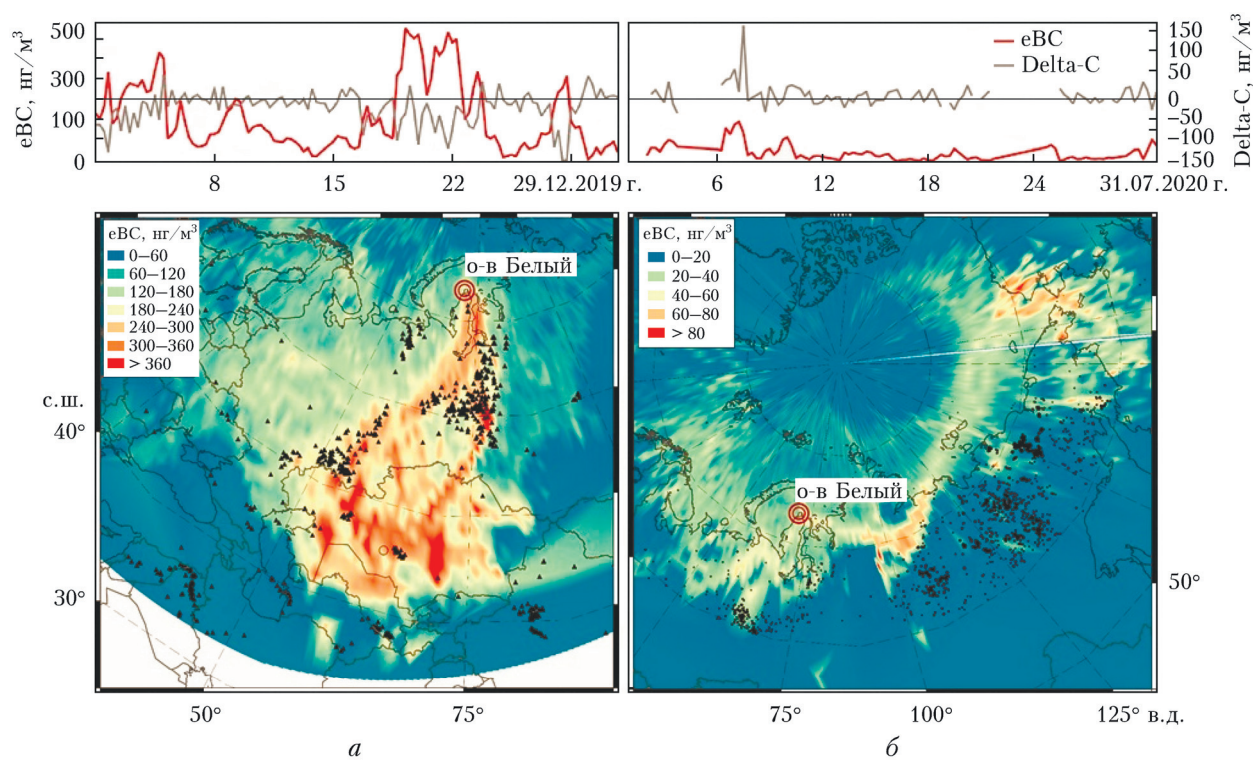 eBC, нг/м³
500
300
100
0
8
15
22
29.12.2019 г.
eBC
Delta-C
150
100
50
0
−50
−100
−150
Delta-C, нг/м³
6
12
18
24
31.07.2020 г.
eBC, нг/м³
0–60
60–120
120–180
180–240
240–300
300–360
> 360
о-в Белый
с.ш.
40°
30°
50°
75°
а
eBC, нг/м³
0–20
20–40
40–60
60–80
> 80
о-в Белый
50°
75°
100°
125° в.д.
б